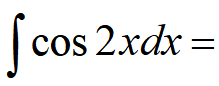 ∫ cos 2xdx =